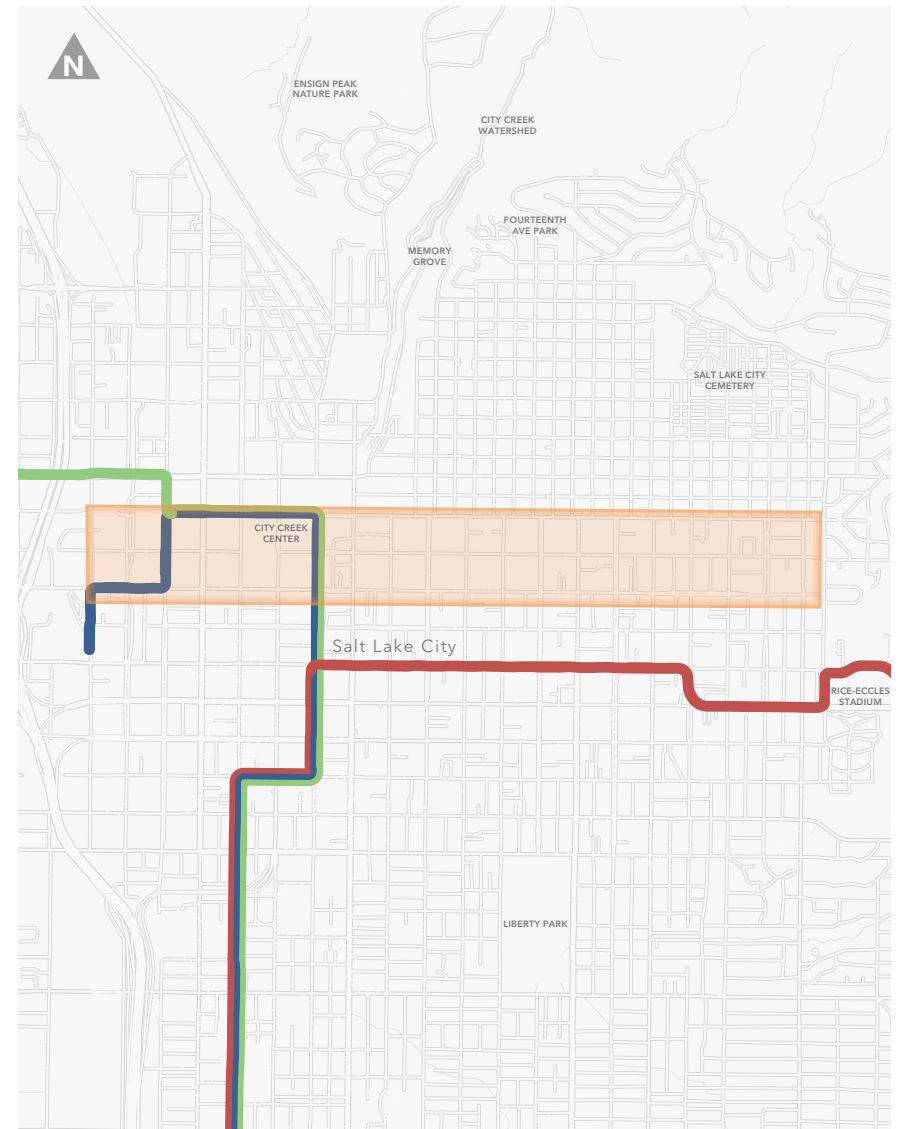 N
ENSIGN PEAK
NATURE PARK
CITY CREEK
WATERSHED
FOURTEENTH
AVE PARK
MEMORY
GROVE
SALT LAKE CITY
CEMETERY
CITY CREEK
CENTER
Salt Lake City
RICE-ECCLES
STADIUM
LIBERTY PARK